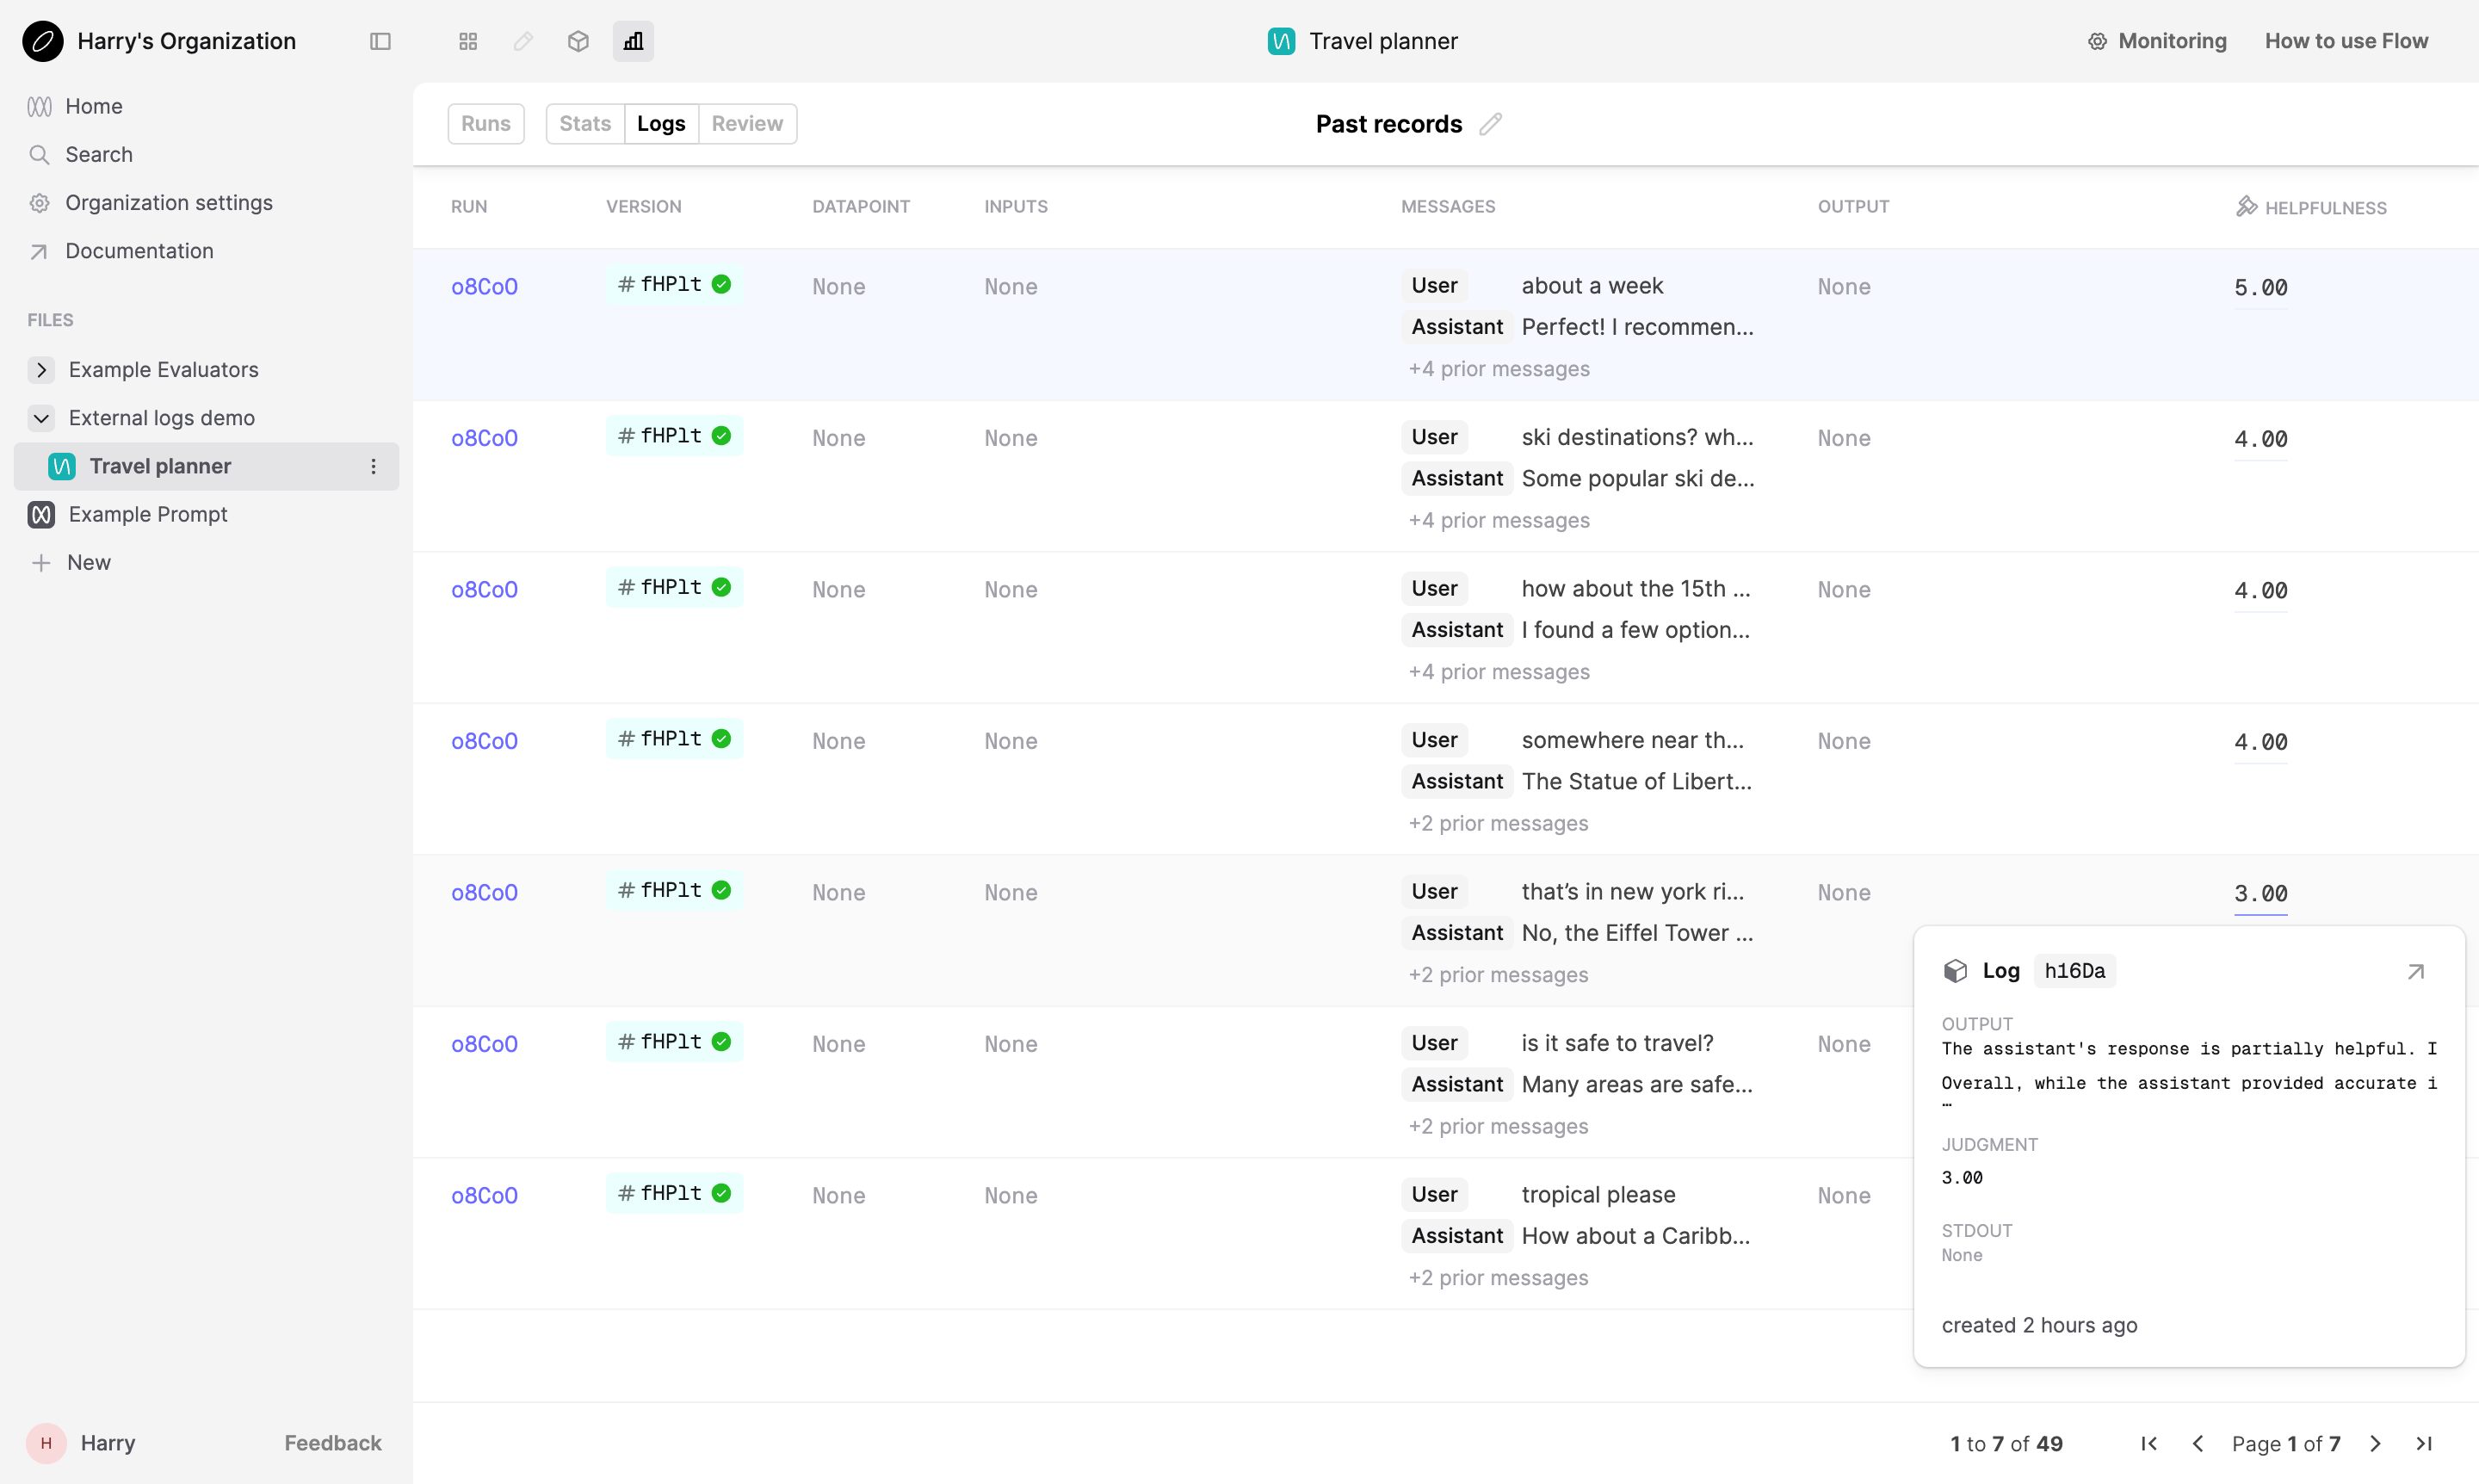 Harry's Organization
Travel planner
Monitoring
How to use Flow
Home
Search
Organization settings
Documentation
FILES
Example Evaluators
External logs demo
Travel planner
Example Prompt
New
Harry
Feedback
Runs
Stats
Logs
Review
Past records
RUN VERSION DATAPOINT INPUTS MESSAGES OUTPUT HELPFULNESS
o8CoO # fHPlt None None User about a week None 5.00
Assistant Perfect! I recommen...
+4 prior messages
o8CoO # fHPlt None None User ski destinations? wh... None 4.00
Assistant Some popular ski de...
+4 prior messages
o8CoO # fHPlt None None User how about the 15th ... None 4.00
Assistant I found a few option...
+4 prior messages
o8CoO # fHPlt None None User somewhere near th... None 4.00
Assistant The Statue of Libert...
+2 prior messages
o8CoO # fHPlt None None User that’s in new york ri... None 3.00
Assistant No, the Eiffel Tower ...
+2 prior messages
o8CoO # fHPlt None None User is it safe to travel? None
Assistant Many areas are safe...
+2 prior messages
o8CoO # fHPlt None None User tropical please None
Assistant How about a Caribb...
+2 prior messages
Log h16Da
OUTPUT
The assistant's response is partially helpful. I
Overall, while the assistant provided accurate i
…
JUDGMENT
3.00
STDOUT
None
created 2 hours ago
1 to 7 of 49
Page 1 of 7
H